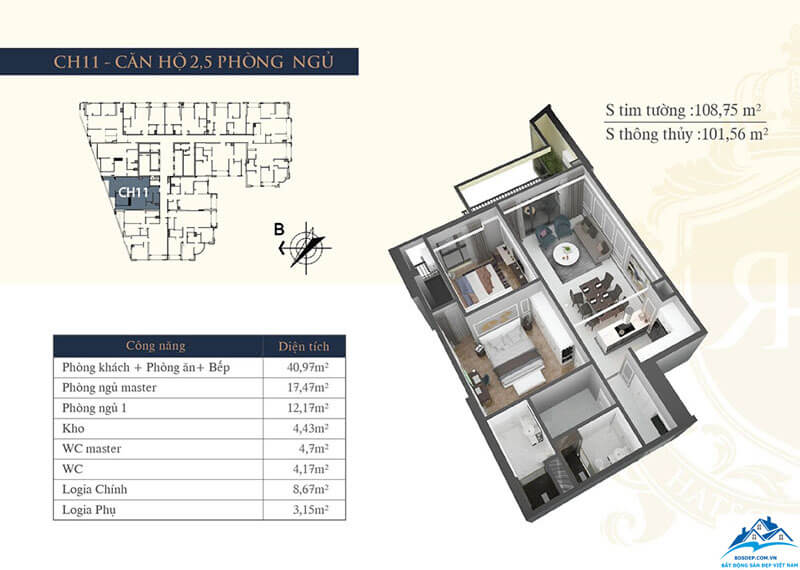 CH11 - CĂN HỘ 2,5 PHÒNG NGỦ
S tim tường :108,75 m²
S thông thủy :101,56 m²
CH11
B
Công năng Diện tích
Phòng khách + Phòng ăn+ Bếp 40,97m²
Phòng ngủ master 17,47m²
Phòng ngủ 1 12,17m²
Kho 4,43m²
WC master 4,7m²
WC 4,17m²
Logia Chính 8,67m²
Logia Phụ 3,15m²
BDSDEP.COM.VN
BẤT ĐỘNG SẢN ĐẸP VIỆT NAM